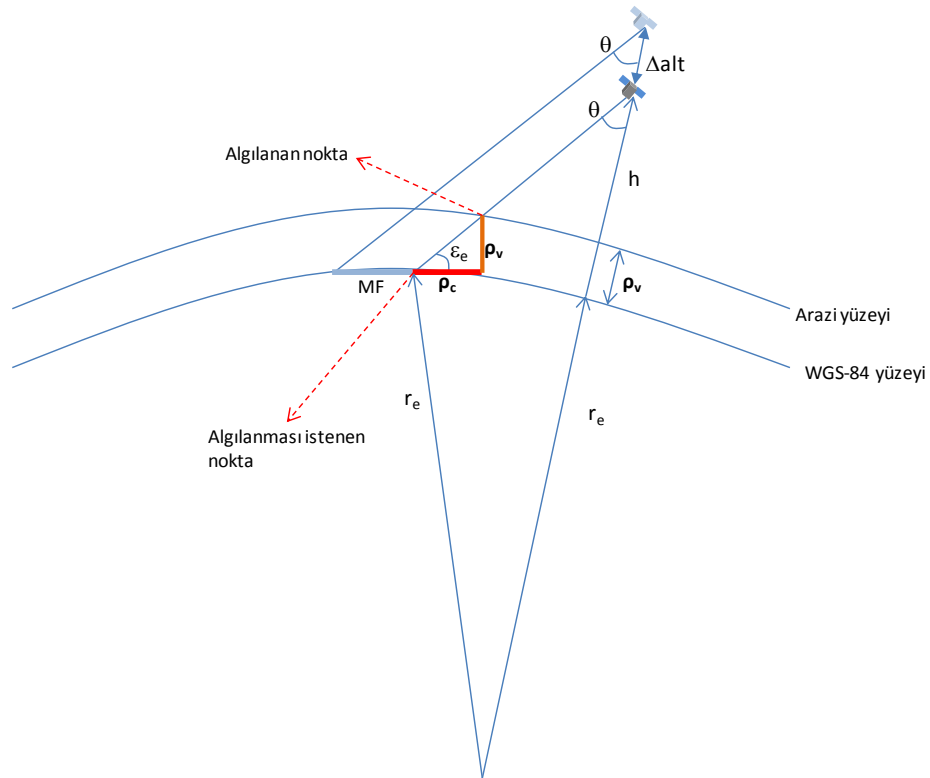 θ
Δalt
θ
Algılanan nokta
h
εe
ρv
MF
ρc
ρv
Arazi yüzeyi
WGS-84 yüzeyi
re
re
Algılanması istenen
nokta